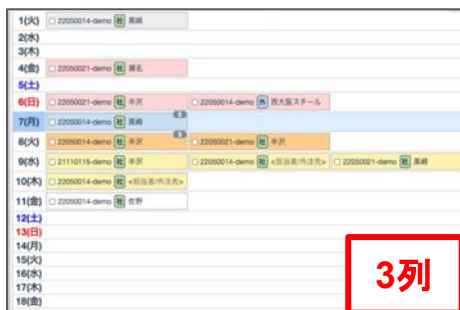 1(火) 22050014-demo 社 黒崎
2(水)
3(木)
4(金) 22050021-demo 社 瀬名
5(土)
6(日) 22050021-demo 社 半沢 22050014-demo 外 西大阪スチール
7(月) 22050014-demo 社 黒崎 2
8(火) 22050014-demo 社 半沢 3 22050021-demo 社 半沢
9(水) 21110115-demo 社 半沢 22050014-demo 社 <担当者/外注先> 22050021-demo 社 黒崎
10(木) 22050014-demo 社 <担当者/外注先>
11(金) 22050014-demo 社 佐野
12(土)
13(日)
14(月)
15(火)
16(水)
17(木)
18(金)
3列